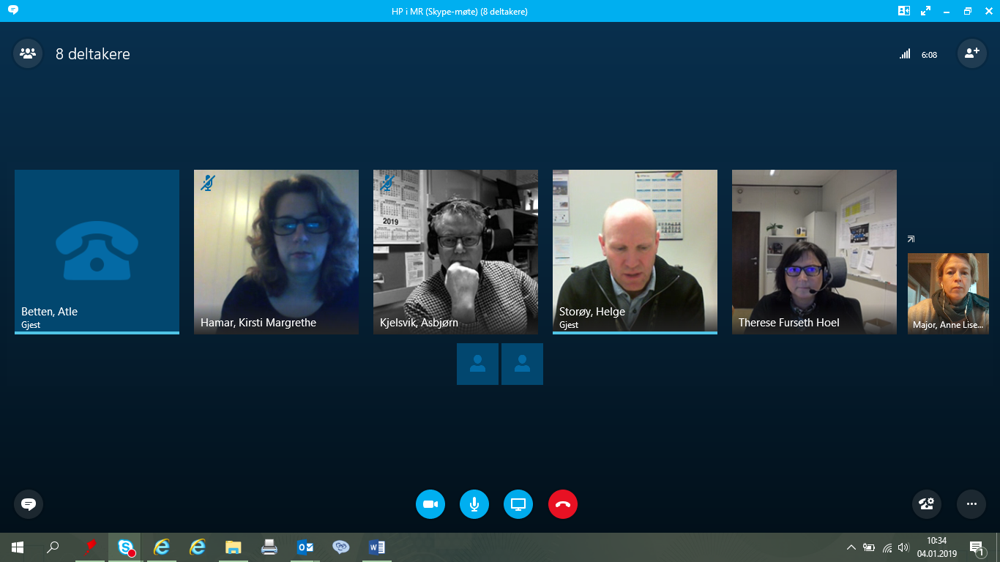 HP i MR (Skype-møte) (8 deltakere)
8 deltakere
6:08
2019
Betten, Atle
Gjest
Hamar, Kirsti Margrethe
Kjelsvik, Asbjørn
Storøy, Helge
Gjest
Therese Furseth Hoel
Major, Anne Lise...
10:34
04.01.2019
1